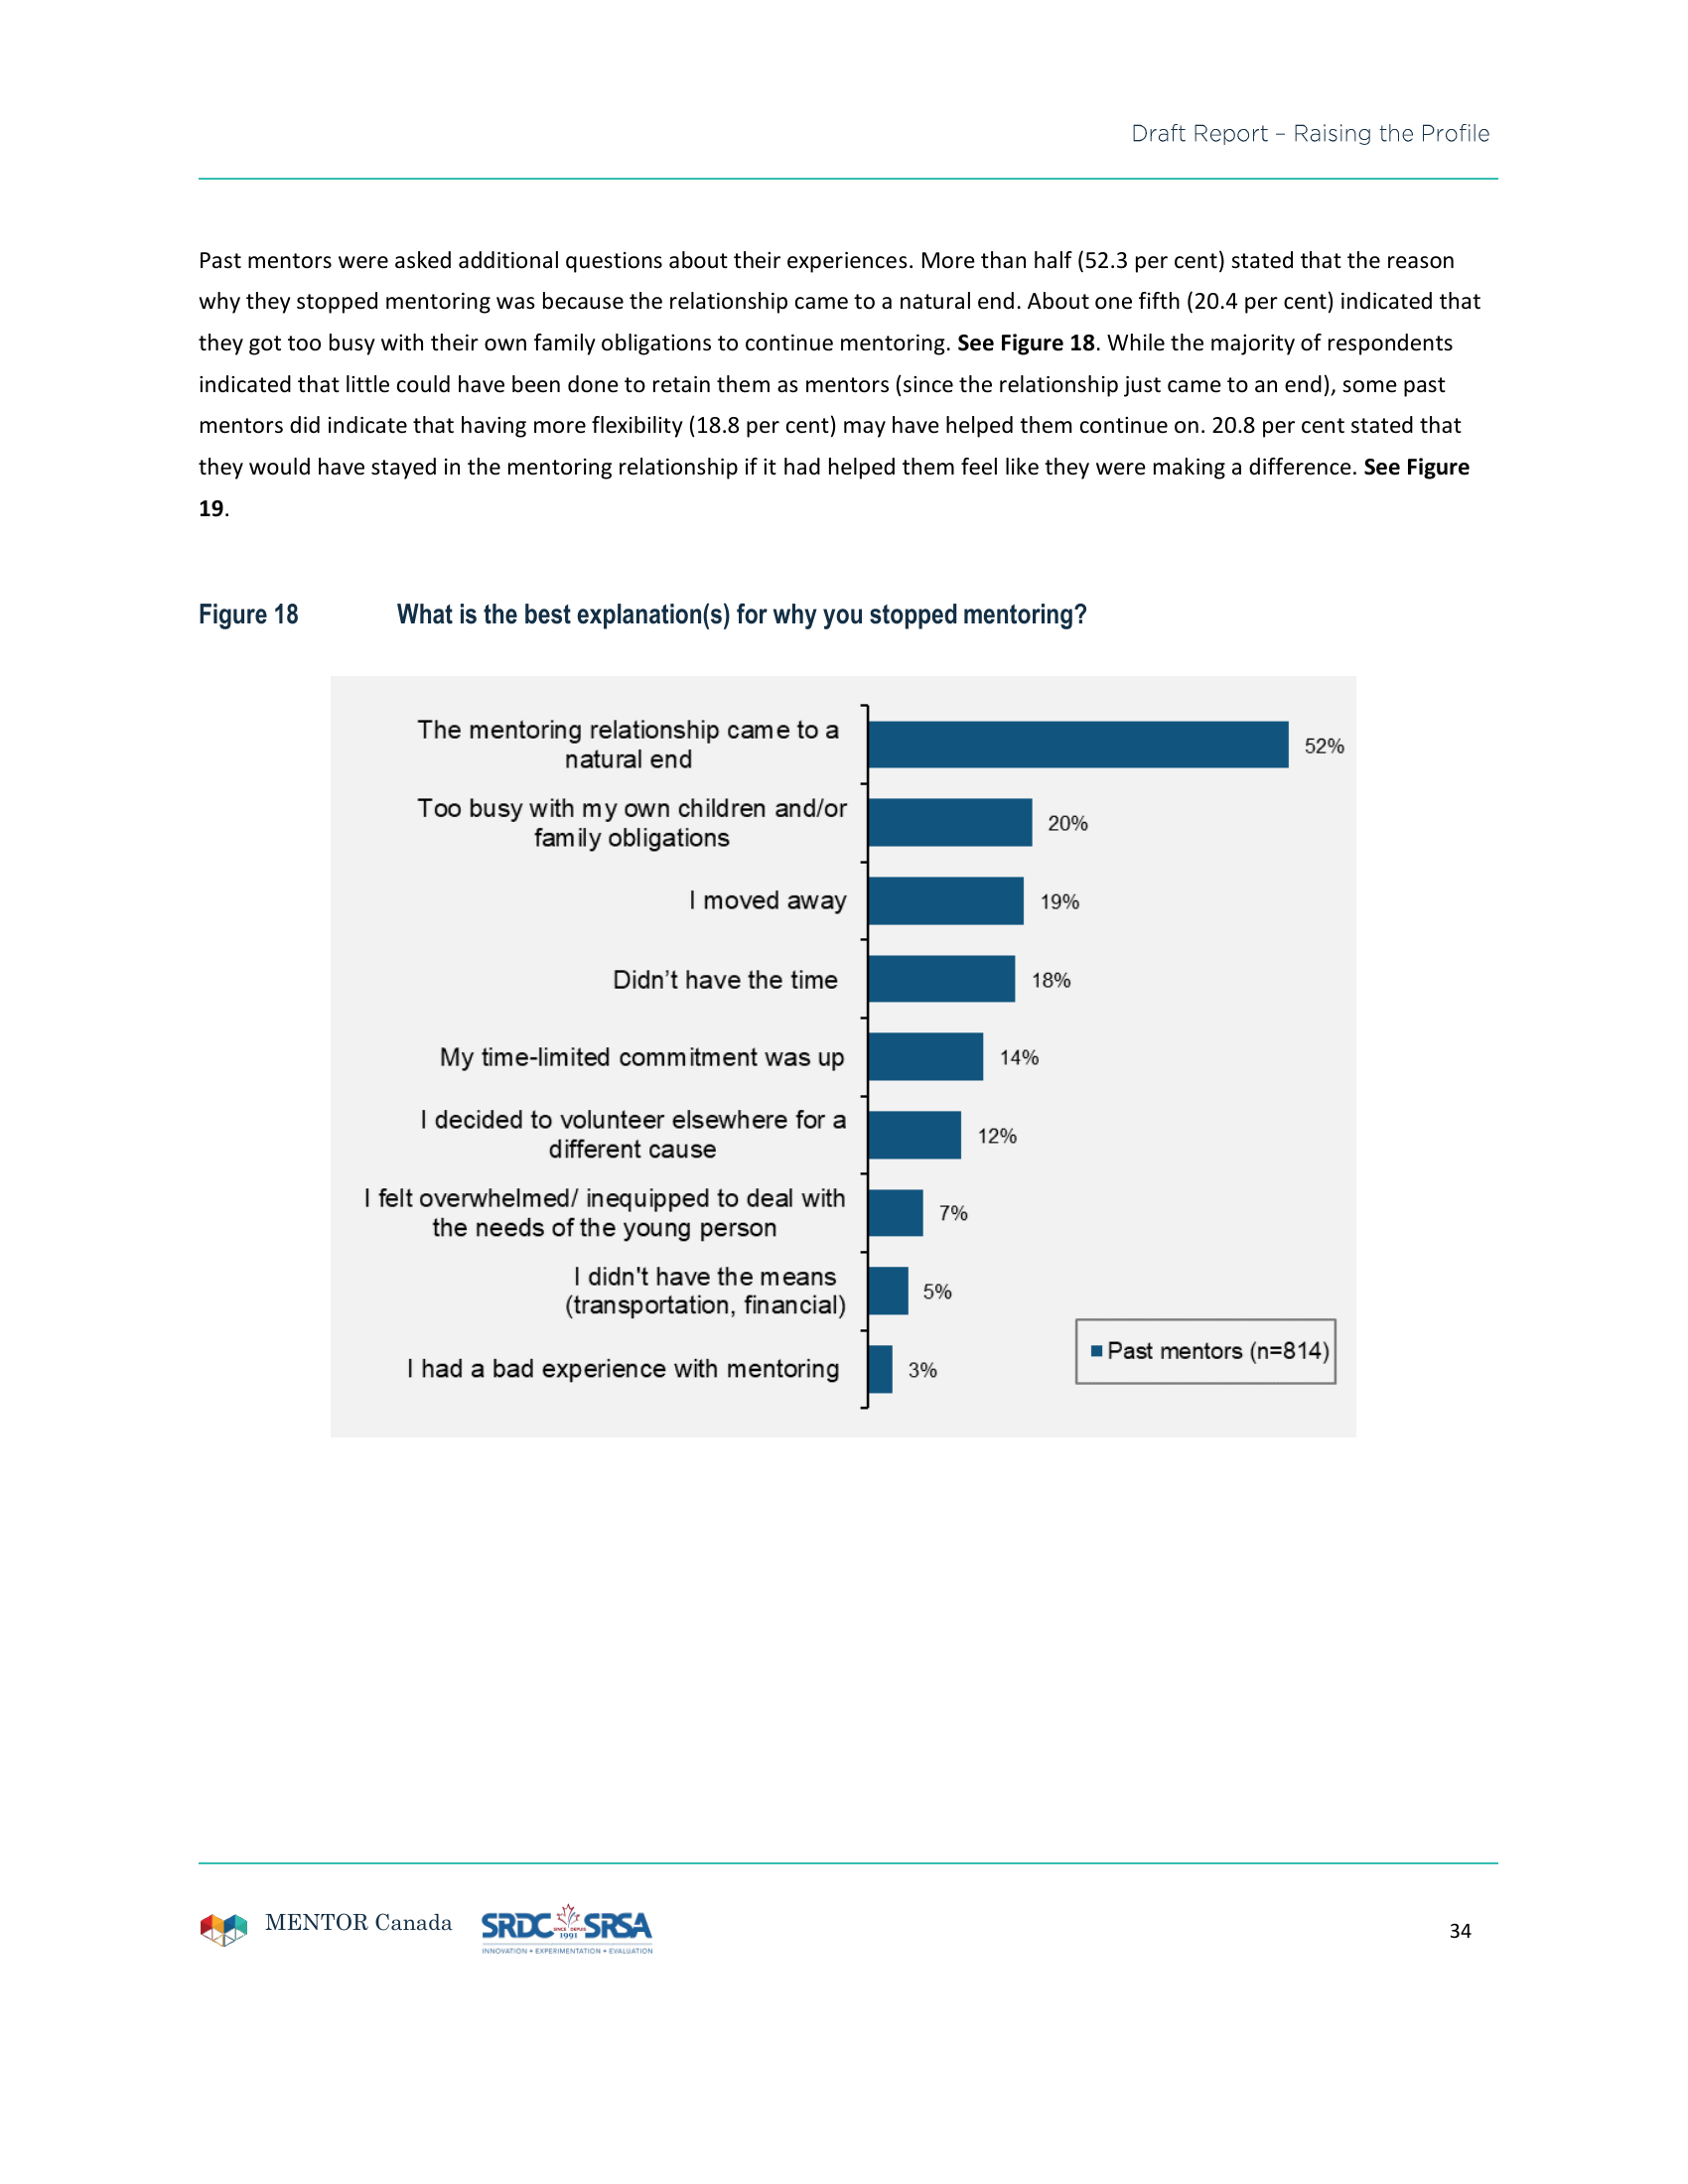 Draft Report – Raising the Profile
Past mentors were asked additional questions about their experiences. More than half (52.3 per cent) stated that the reason
why they stopped mentoring was because the relationship came to a natural end. About one fifth (20.4 per cent) indicated that
they got too busy with their own family obligations to continue mentoring. See Figure 18. While the majority of respondents
indicated that little could have been done to retain them as mentors (since the relationship just came to an end), some past
mentors did indicate that having more flexibility (18.8 per cent) may have helped them continue on. 20.8 per cent stated that
they would have stayed in the mentoring relationship if it had helped them feel like they were making a difference. See Figure
19.
Figure 18 What is the best explanation(s) for why you stopped mentoring?
The mentoring relationship came to a
natural end
52%
Too busy with my own children and/or
family obligations
20%
I moved away
19%
Didn’t have the time
18%
My time-limited commitment was up
14%
I decided to volunteer elsewhere for a
different cause
12%
I felt overwhelmed/ inequipped to deal with
the needs of the young person
7%
I didn't have the means
(transportation, financial)
5%
I had a bad experience with mentoring
3%
Past mentors (n=814)
MENTOR Canada
SRDC SINCE DEPUIS 1991 SRSA
INNOVATION • EXPERIMENTATION • EVALUATION
34